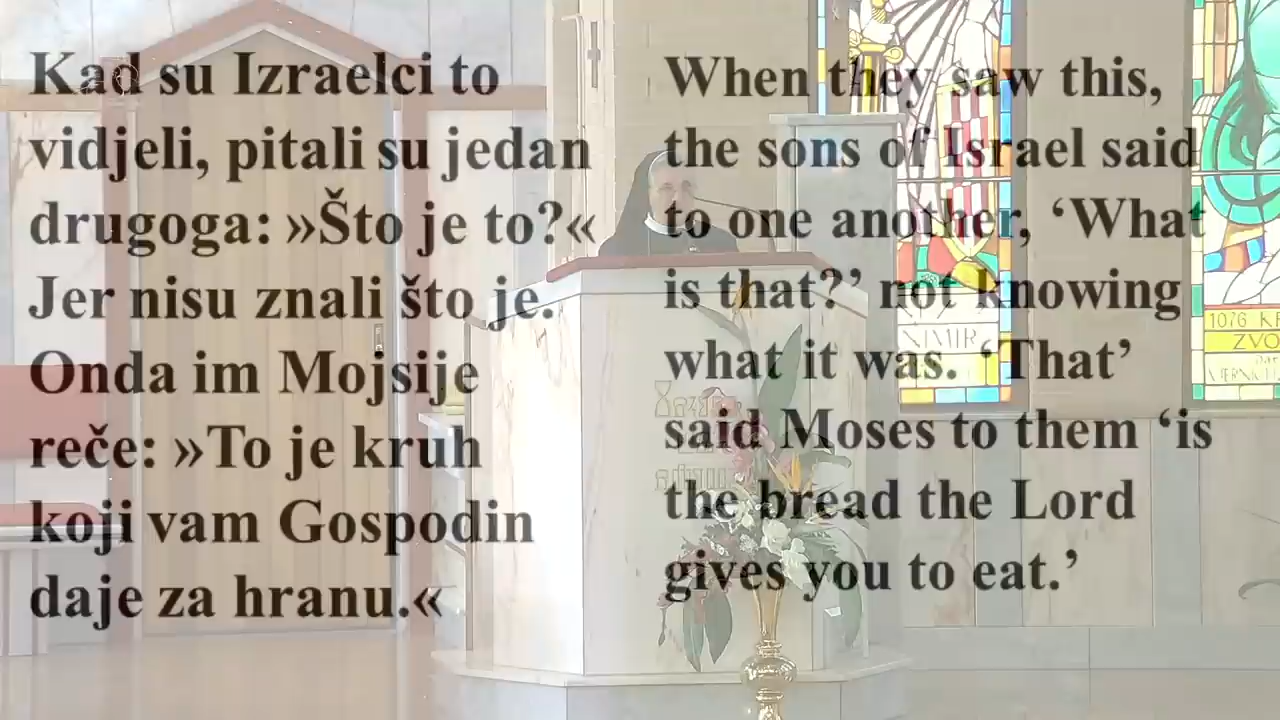 Kad su Izraelci to
vidjeli, pitali su jedan
drugoga: »Što je to?«
Jer nisu znali što je.
Onda im Mojsije
reče: »To je kruh
koji vam Gospodin
daje za hranu.«
When they saw this,
the sons of Israel said
to one another, ‘What
is that?’ not knowing
what it was. ‘That’
said Moses to them ‘is
the bread the Lord
gives you to eat.’
1076
ZVO